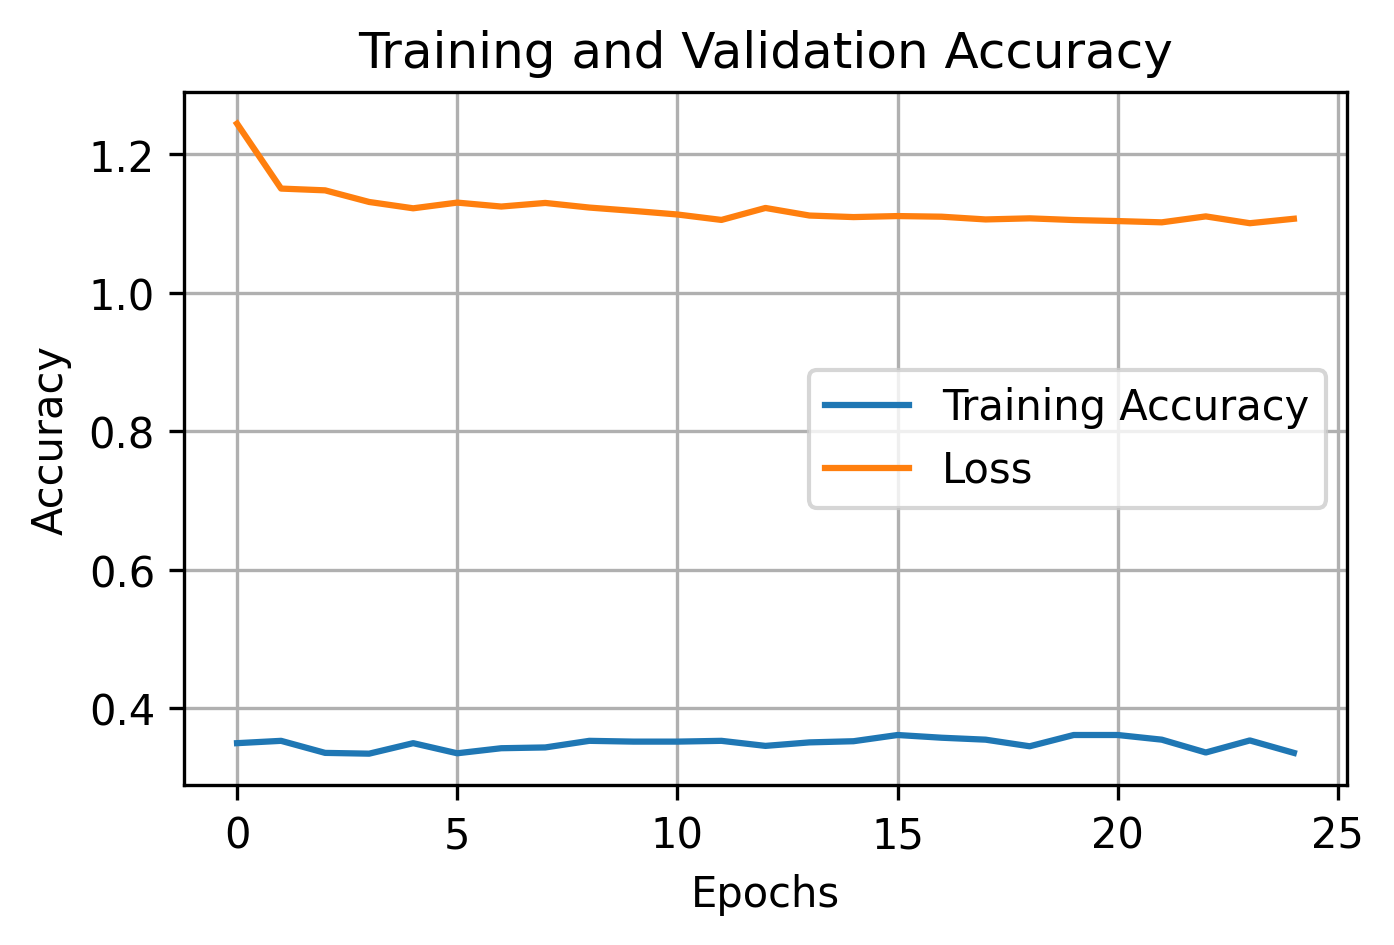 Training and Validation Accuracy
1.2
1.0
0.8
0.6
0.4
Accuracy
Training Accuracy
Loss
0 5 10 15 20 25
Epochs